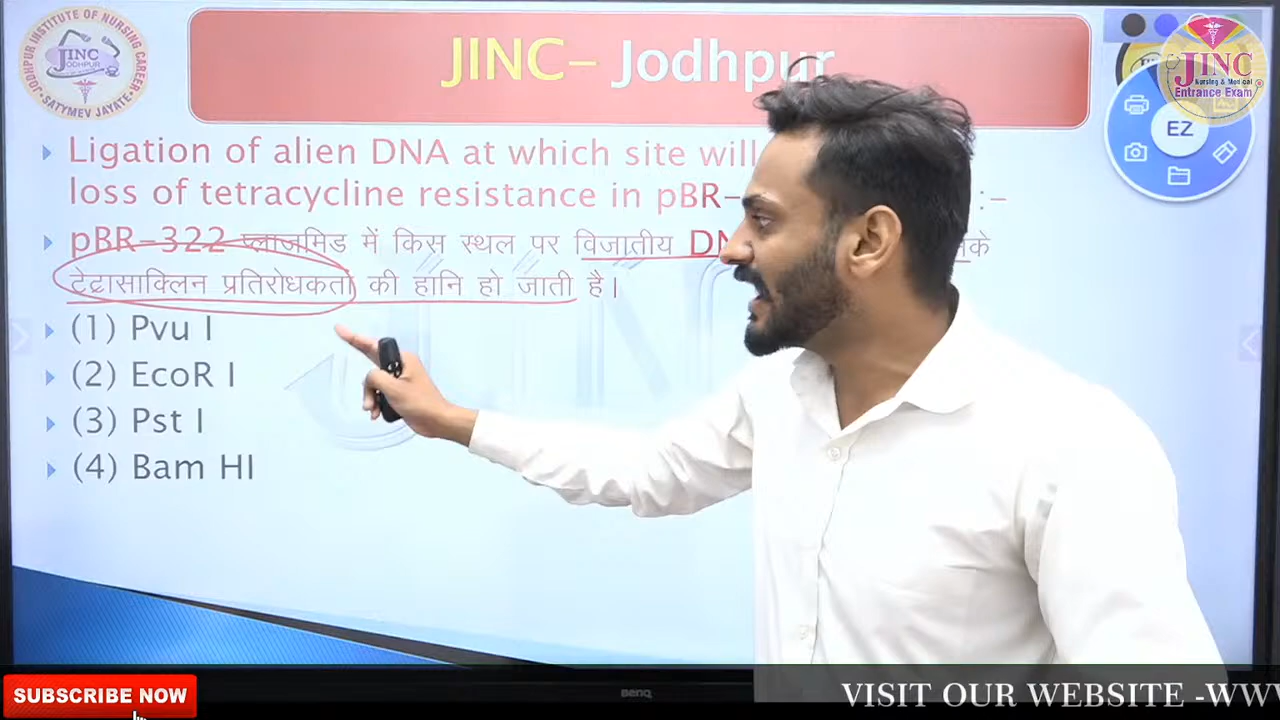 JODHPUR INSTITUTE OF NURSING CAREER
JINC
JODHPUR
SATYMEV JAYATE
JINC- Jodhpur
JINC
Nursing & Medical
Entrance Exam
EZ
Ligation of alien DNA at which site will
loss of tetracycline resistance in pBR- :-
pBR-322 प्लाजमिड में किस स्थल पर विजातीय
टेट्रासाक्लिन प्रतिरोधकता की हानि हो जाती है।
(1) Pvu I
(2) EcoR I
(3) Pst I
(4) Bam HI
BenQ
SUBSCRIBE NOW
VISIT OUR WEBSITE -WWW